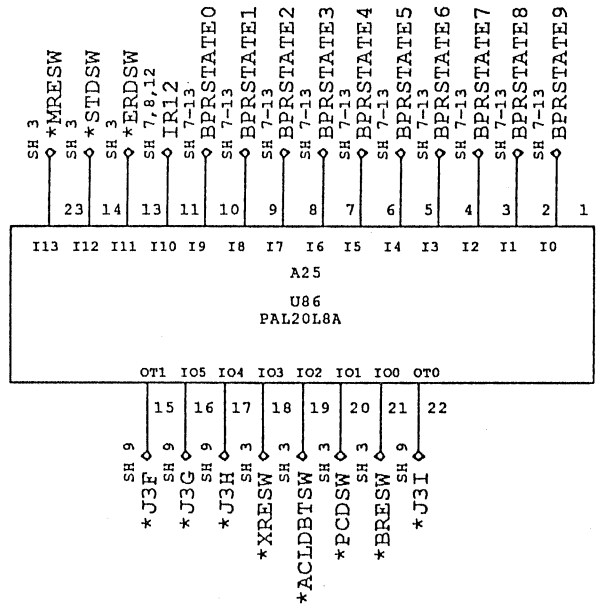 SH 3
*MRESW
SH 3
*STDSW
SH 3
*ERDSW
SH 7,8,12
IR12
SH 7-13
BPRSTATE0
SH 7-13
BPRSTATE1
SH 7-13
BPRSTATE2
SH 7-13
BPRSTATE3
SH 7-13
BPRSTATE4
SH 7-13
BPRSTATE5
SH 7-13
BPRSTATE6
SH 7-13
BPRSTATE7
SH 7-13
BPRSTATE8
SH 7-13
BPRSTATE9
23 14 13 11 10 9 8 7 6 5 4 3 2 1
I13 I12 I11 I10 I9 I8 I7 I6 I5 I4 I3 I2 I1 I0
A25
U86
PAL20L8A
OT1 IO5 IO4 IO3 IO2 IO1 IO0 OT0
15 16 17 18 19 20 21 22
SH 9
*J3F
SH 9
*J3G
SH 9
*J3H
SH 3
*XRESW
SH 3
*ACLDBTSW
SH 3
*PCDSW
SH 3
*BRESW
SH 9
*J3I